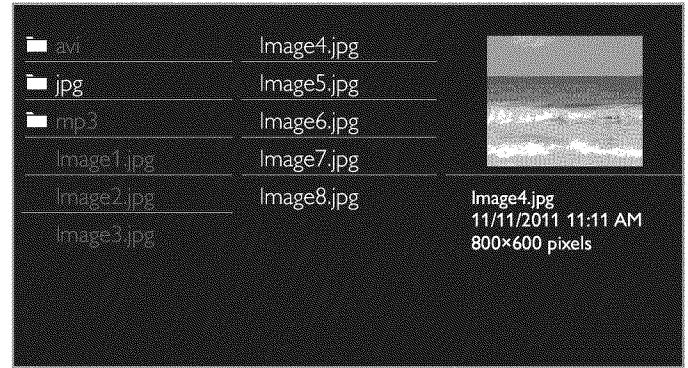 avi
jpg
mp3
Image1.jpg
Image2.jpg
Image3.jpg
Image4.jpg
Image5.jpg
Image6.jpg
Image7.jpg
Image8.jpg
Image4.jpg
11/11/2011 11:11 AM
800×600 pixels